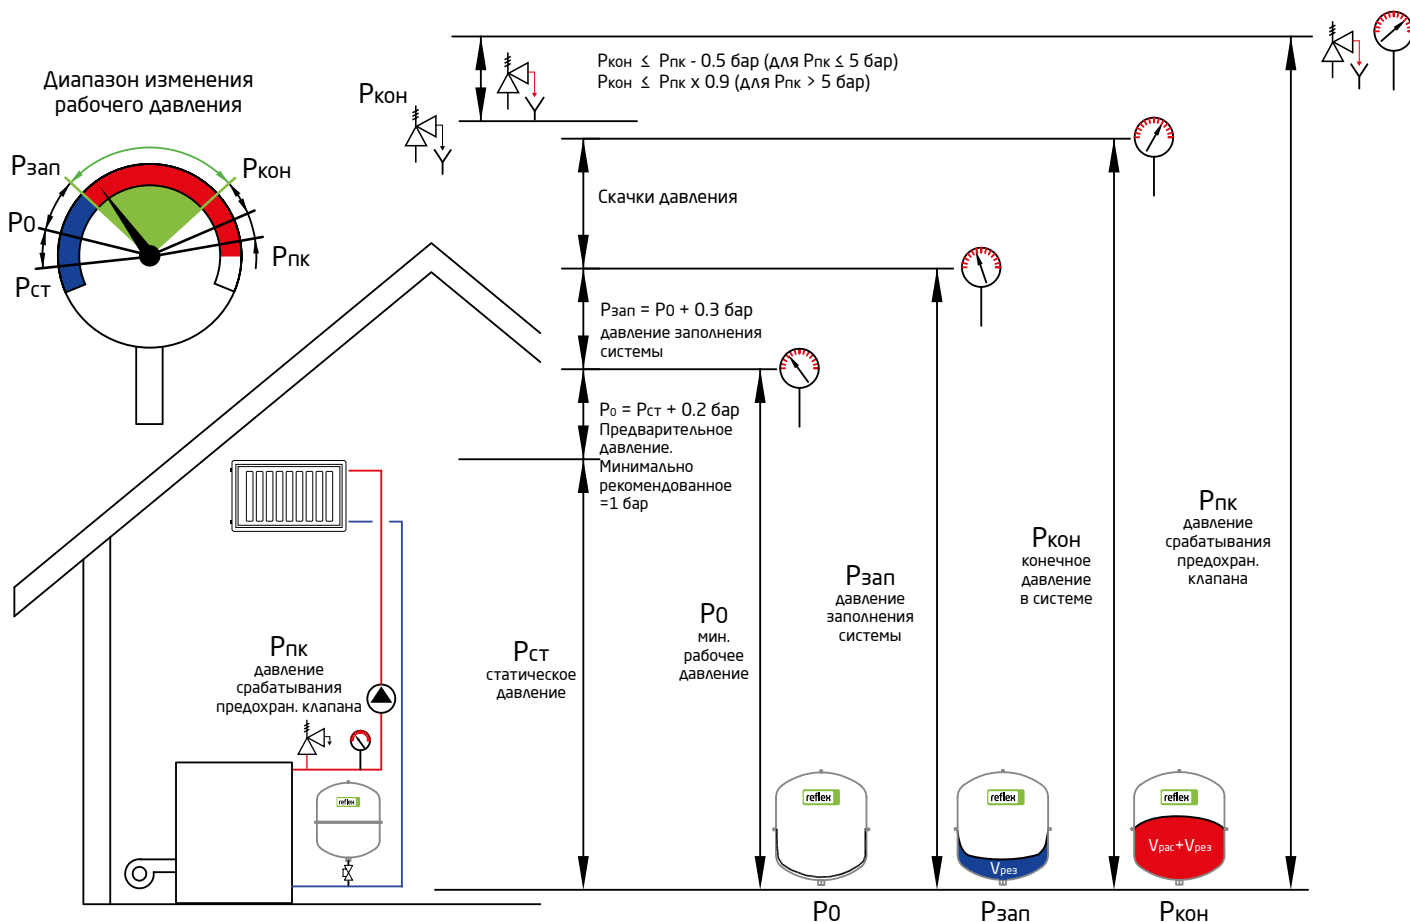 Диапазон изменения
рабочего давления
Pзап
Pкон
P0
Pст
Pпк
Pкон
Pкон ≤ Pпк - 0.5 бар (для Pпк ≤ 5 бар)
Pкон ≤ Pпк x 0.9 (для Pпк > 5 бар)
Скачки давления
Pзап = P0 + 0.3 бар
давление заполнения
системы
P0 = Pст + 0.2 бар
Предварительное
давление.
Минимально
рекомендованное
=1 бар
Pпк
давление
срабатывания
предохран. клапана
Pст
статическое
давление
P0
мин.
рабочее
давление
Pзап
давление
заполнения
системы
Pкон
конечное
давление
в системе
Pпк
давление
срабатывания
предохран.
клапана
reflex
reflex
reflex
reflex
Vрез
Vрас+Vрез
P0
Pзап
Pкон